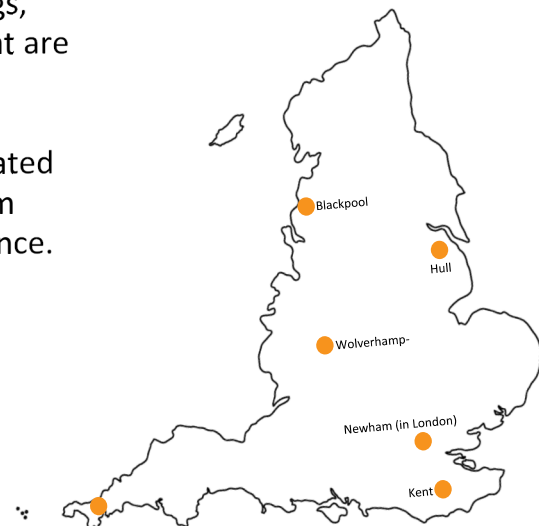 gs,
nt are
ated
m
nce.
Blackpool
Hull
Wolverhamp-
Newham (in London)
Kent